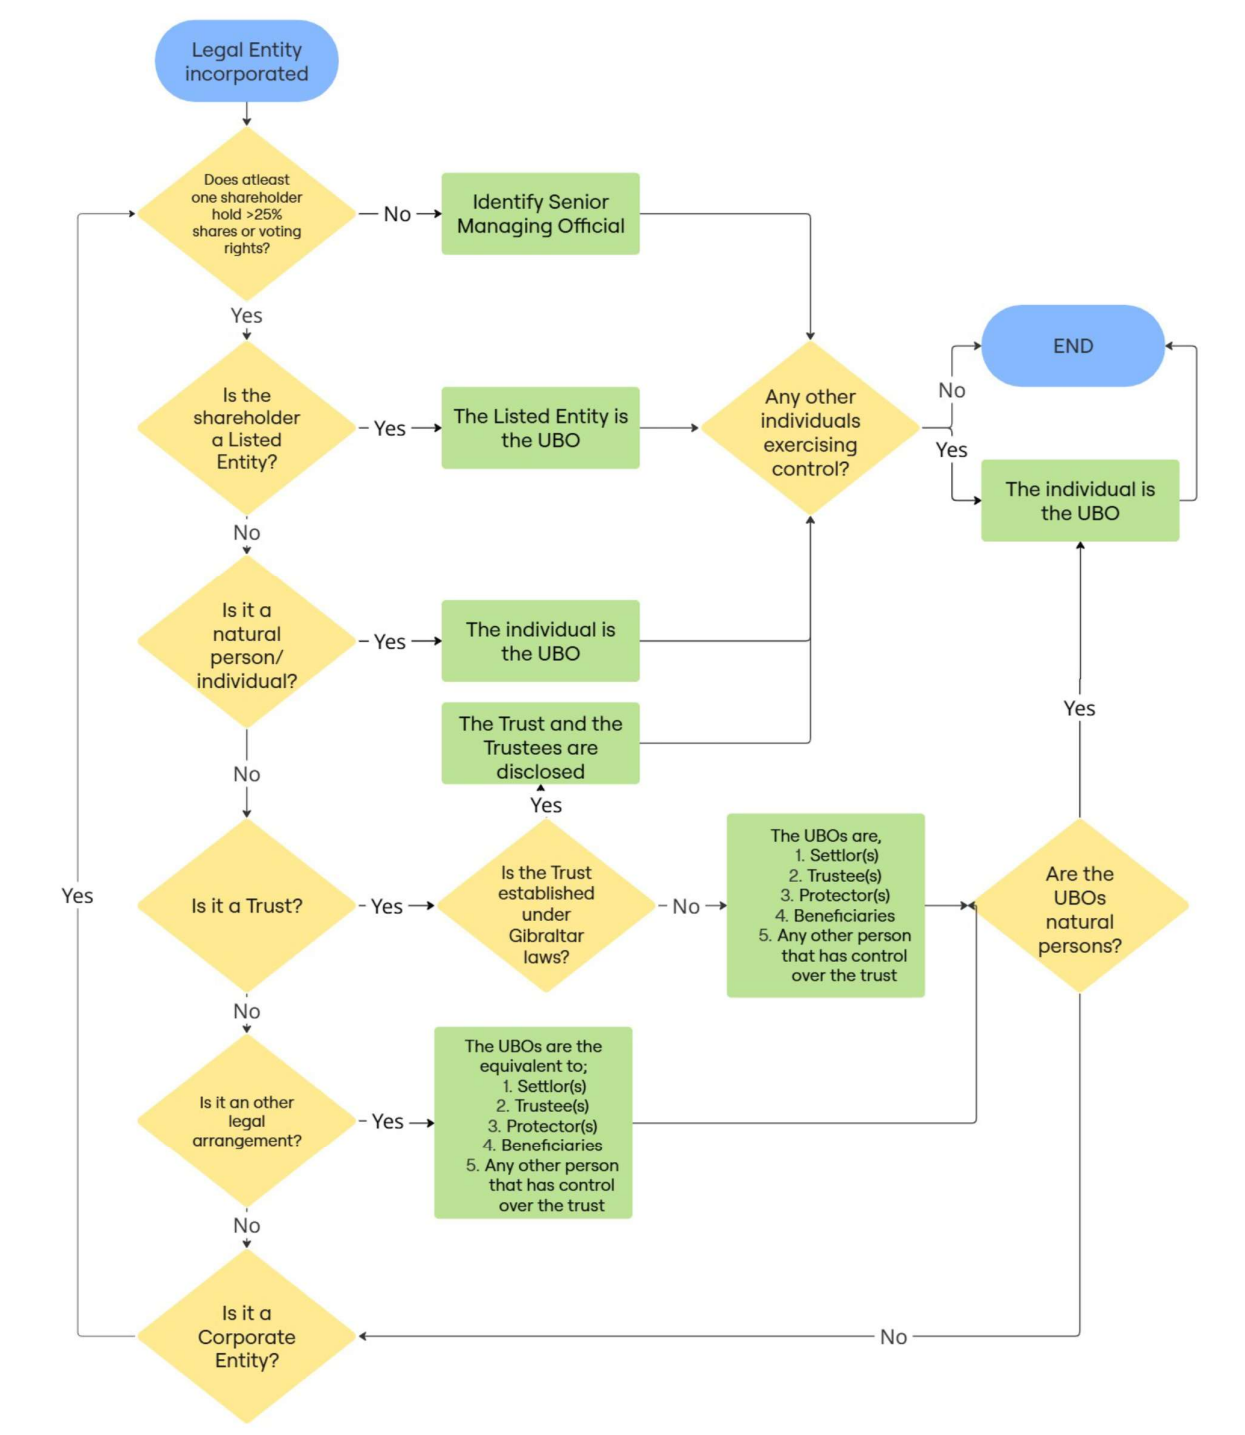 Legal Entity
incorporated
Does atleast
one shareholder
hold >25%
shares or voting
rights?
No
Identify Senior
Managing Official
Yes
Is the
shareholder
a Listed
Entity?
Yes
The Listed Entity is
the UBO
Any other
individuals
exercising
control?
No
END
Yes
The individual is
the UBO
No
Is it a
natural
person/
individual?
Yes
The individual is
the UBO
No
The Trust and the
Trustees are
disclosed
Yes
Is it a Trust?
Yes
Is the Trust
established
under
Gibraltar
laws?
No
The UBOs are,
1. Settlor(s)
2. Trustee(s)
3. Protector(s)
4. Beneficiaries
5. Any other person
that has control
over the trust
Are the
UBOs
natural
persons?
Yes
Yes
No
Is it an other
legal
arrangement?
Yes
The UBOs are the
equivalent to;
1. Settlor(s)
2. Trustee(s)
3. Protector(s)
4. Beneficiaries
5. Any other person
that has control
over the trust
No
Is it a
Corporate
Entity?
No